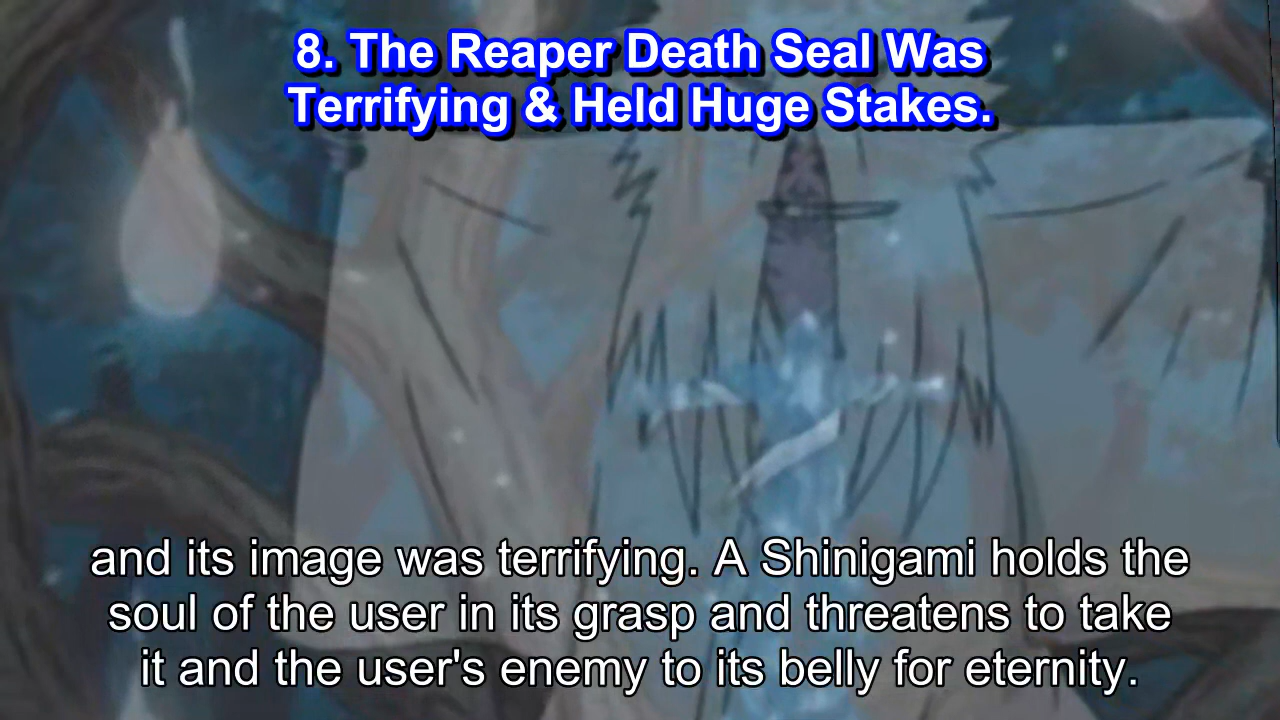 8. The Reaper Death Seal Was
Terrifying & Held Huge Stakes.
and its image was terrifying. A Shinigami holds the
soul of the user in its grasp and threatens to take
it and the user's enemy to its belly for eternity.